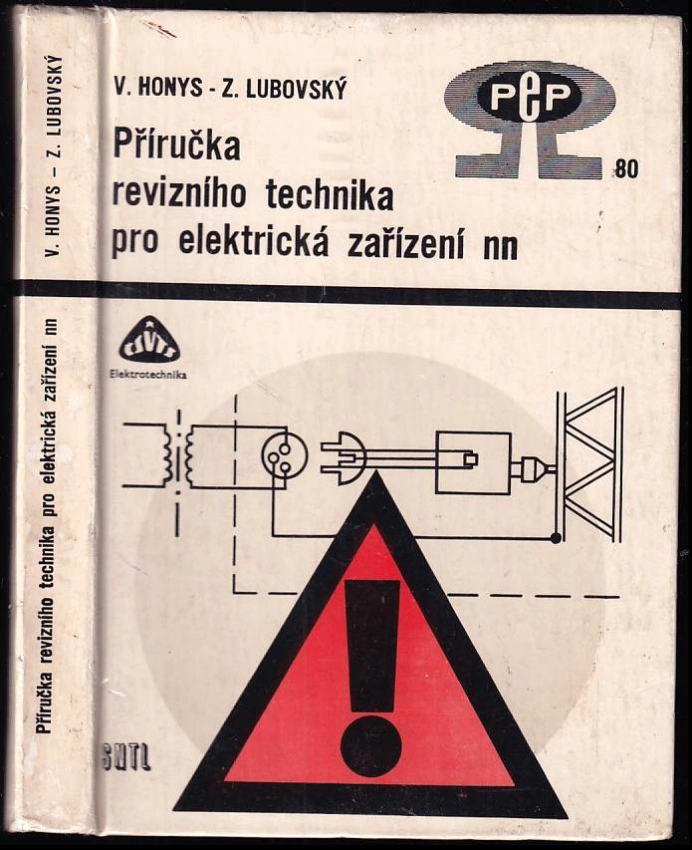 V. HONYS - Z. LUBOVSKÝ
Příručka
revizního technika
pro elektrická zařízení nn
PeP
80
ČSVTS
Elektrotechnika
SNTL
V. HONYS - Z. LUBOVSKÝ
Příručka revizního technika pro elektrická zařízení nn